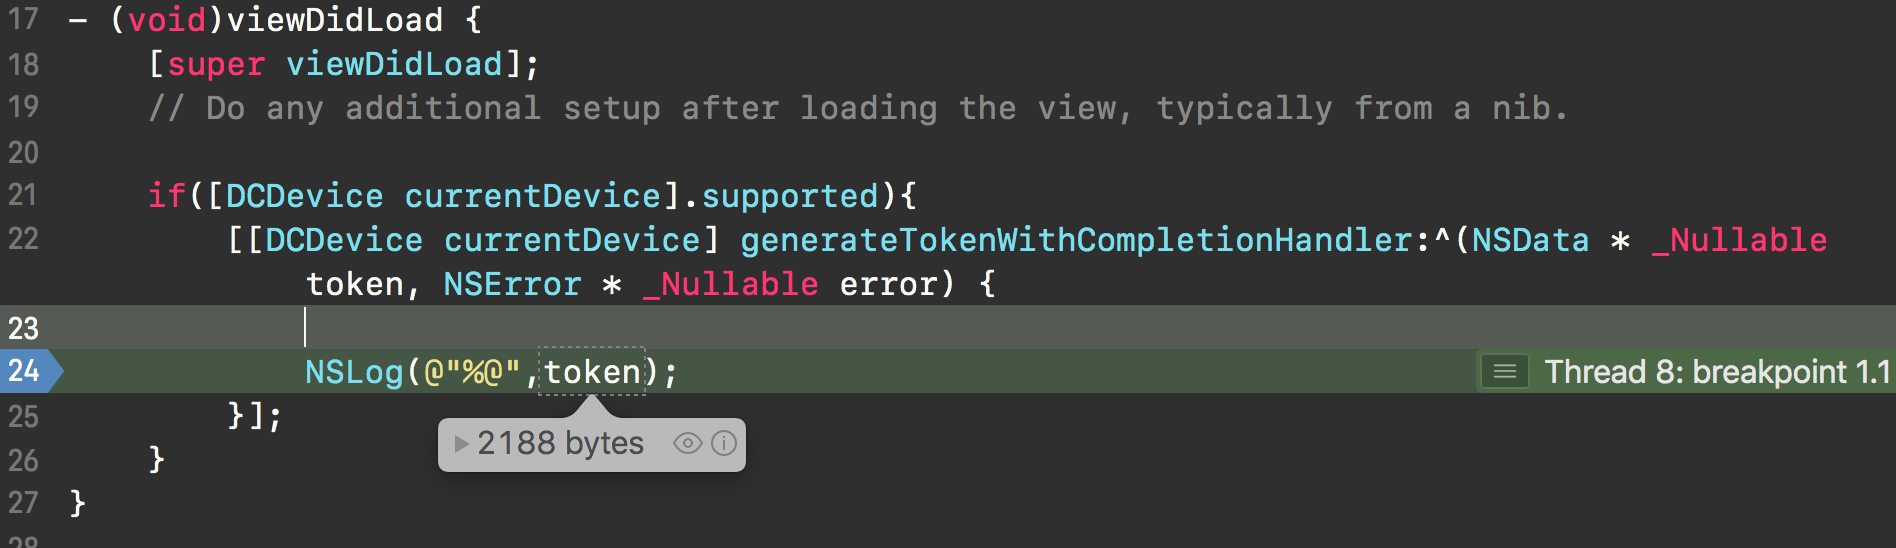 17 - (void)viewDidLoad {
18 [super viewDidLoad];
19 // Do any additional setup after loading the view, typically from a nib.
20
21 if([DCDevice currentDevice].supported){
22 [[DCDevice currentDevice] generateTokenWithCompletionHandler:^(NSData * _Nullable
token, NSError * _Nullable error) {
23
24 NSLog(@"%@",token); Thread 8: breakpoint 1.1
25 }];
2188 bytes
26 }
27 }
28